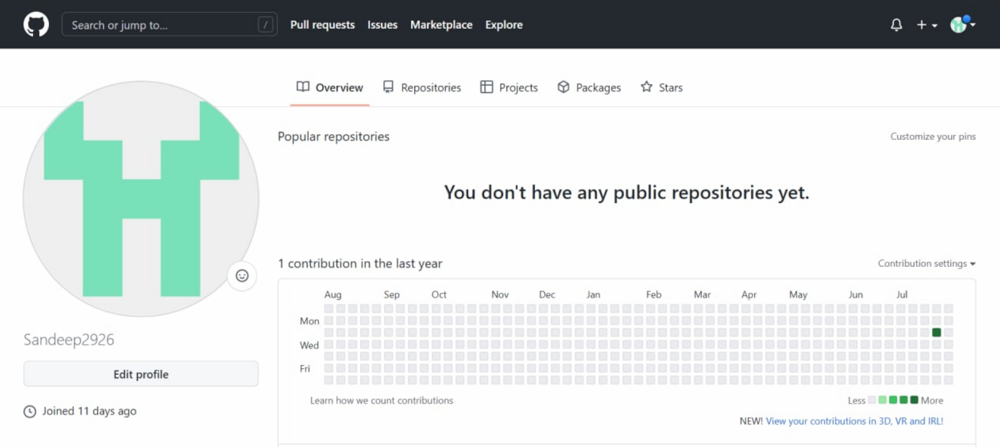 Search or jump to... /
Pull requests Issues Marketplace Explore
Overview Repositories Projects Packages Stars
Popular repositories Customize your pins
You don't have any public repositories yet.
1 contribution in the last year Contribution settings
Aug Sep Oct Nov Dec Jan Feb Mar Apr May Jun Jul
Mon
Wed
Fri
Learn how we count contributions Less More
NEW! View your contributions in 3D, VR and IRL!
Sandeep2926
Edit profile
Joined 11 days ago